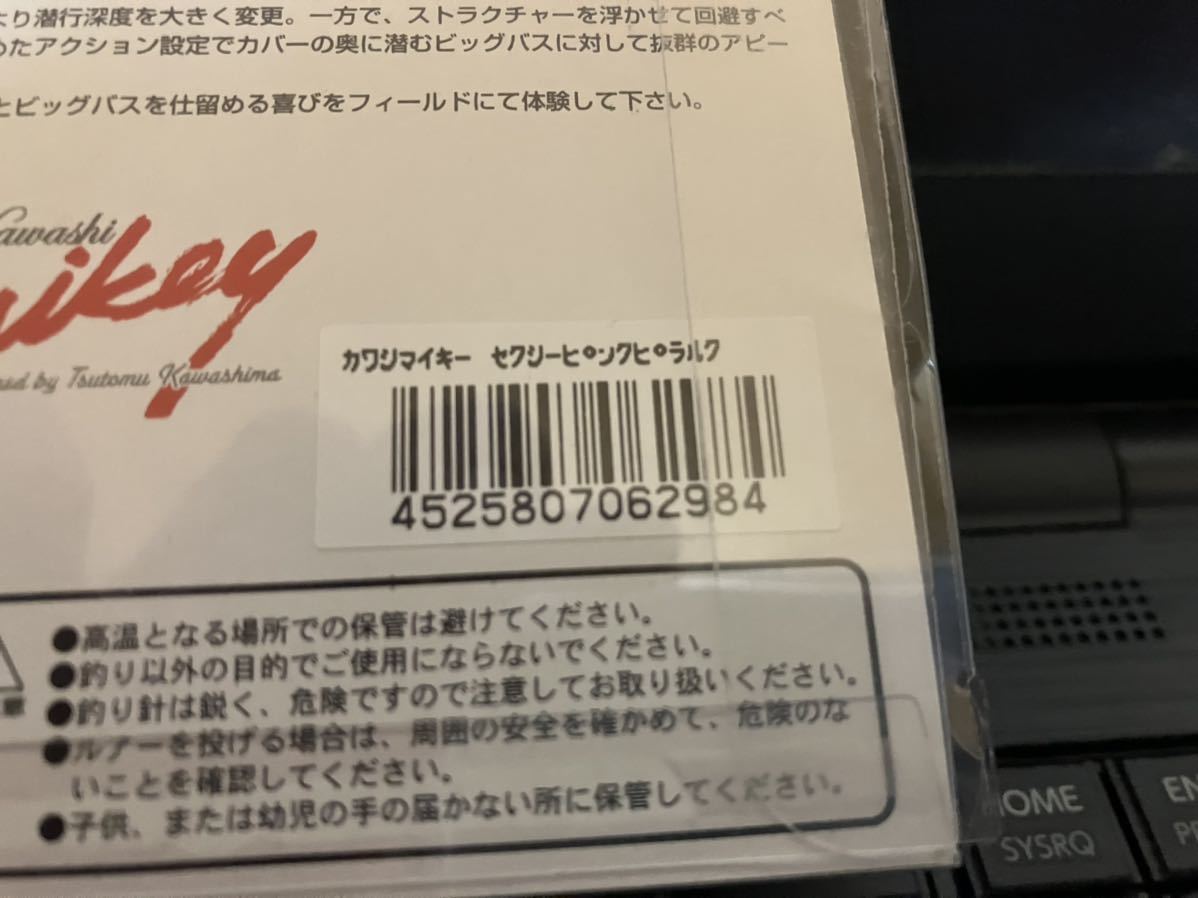 より潜行深度を大きく変更。一方で、ストラクチャーを浮かせて回避すべ
めたアクション設定でカバーの奥に潜むビッグバスに対して抜群のアピー
とビッグバスを仕留める喜びをフィールドにて体験して下さい。
Kawashi
ikey
by Tsutomu Kawashima
カワシマイキー セクシーピンクピラルク
4525807062984
●高温となる場所での保管は避けてください。
●釣り以外の目的でご使用にならないでください。
●釣り針は鋭く、危険ですので注意してお取り扱いください。
●ルアーを投げる場合は、周囲の安全を確かめて、危険のな
いことを確認してください。
●子供、または幼児の手の届かない所に保管してください。
HOME
SYSRQ